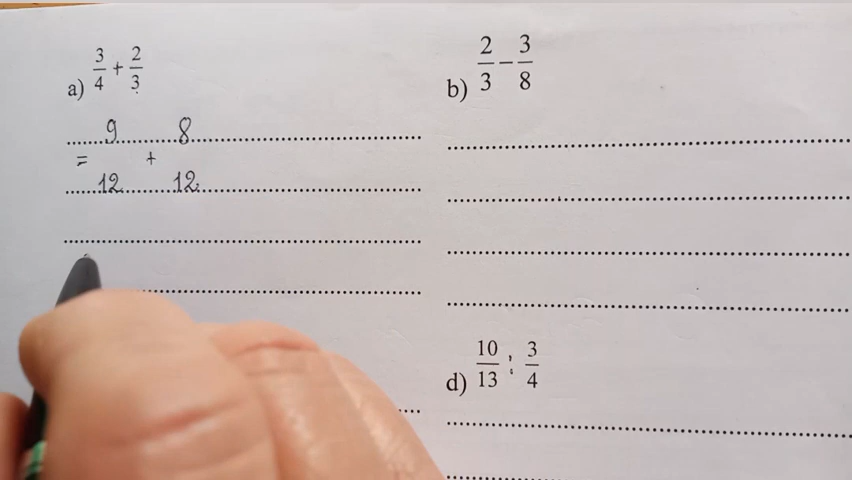 a) 3/4 + 2/3
9 8
= +
12 12
b) 2/3 − 3/8
d) 10/13 : 3/4